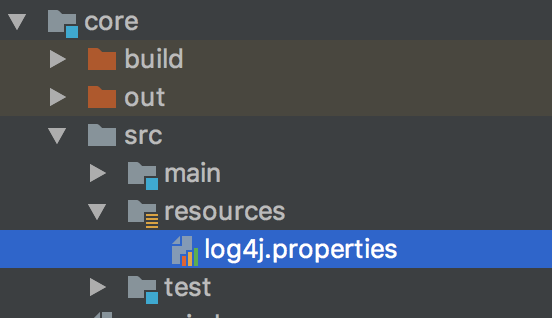 core
build
out
src
main
resources
log4j.properties
test